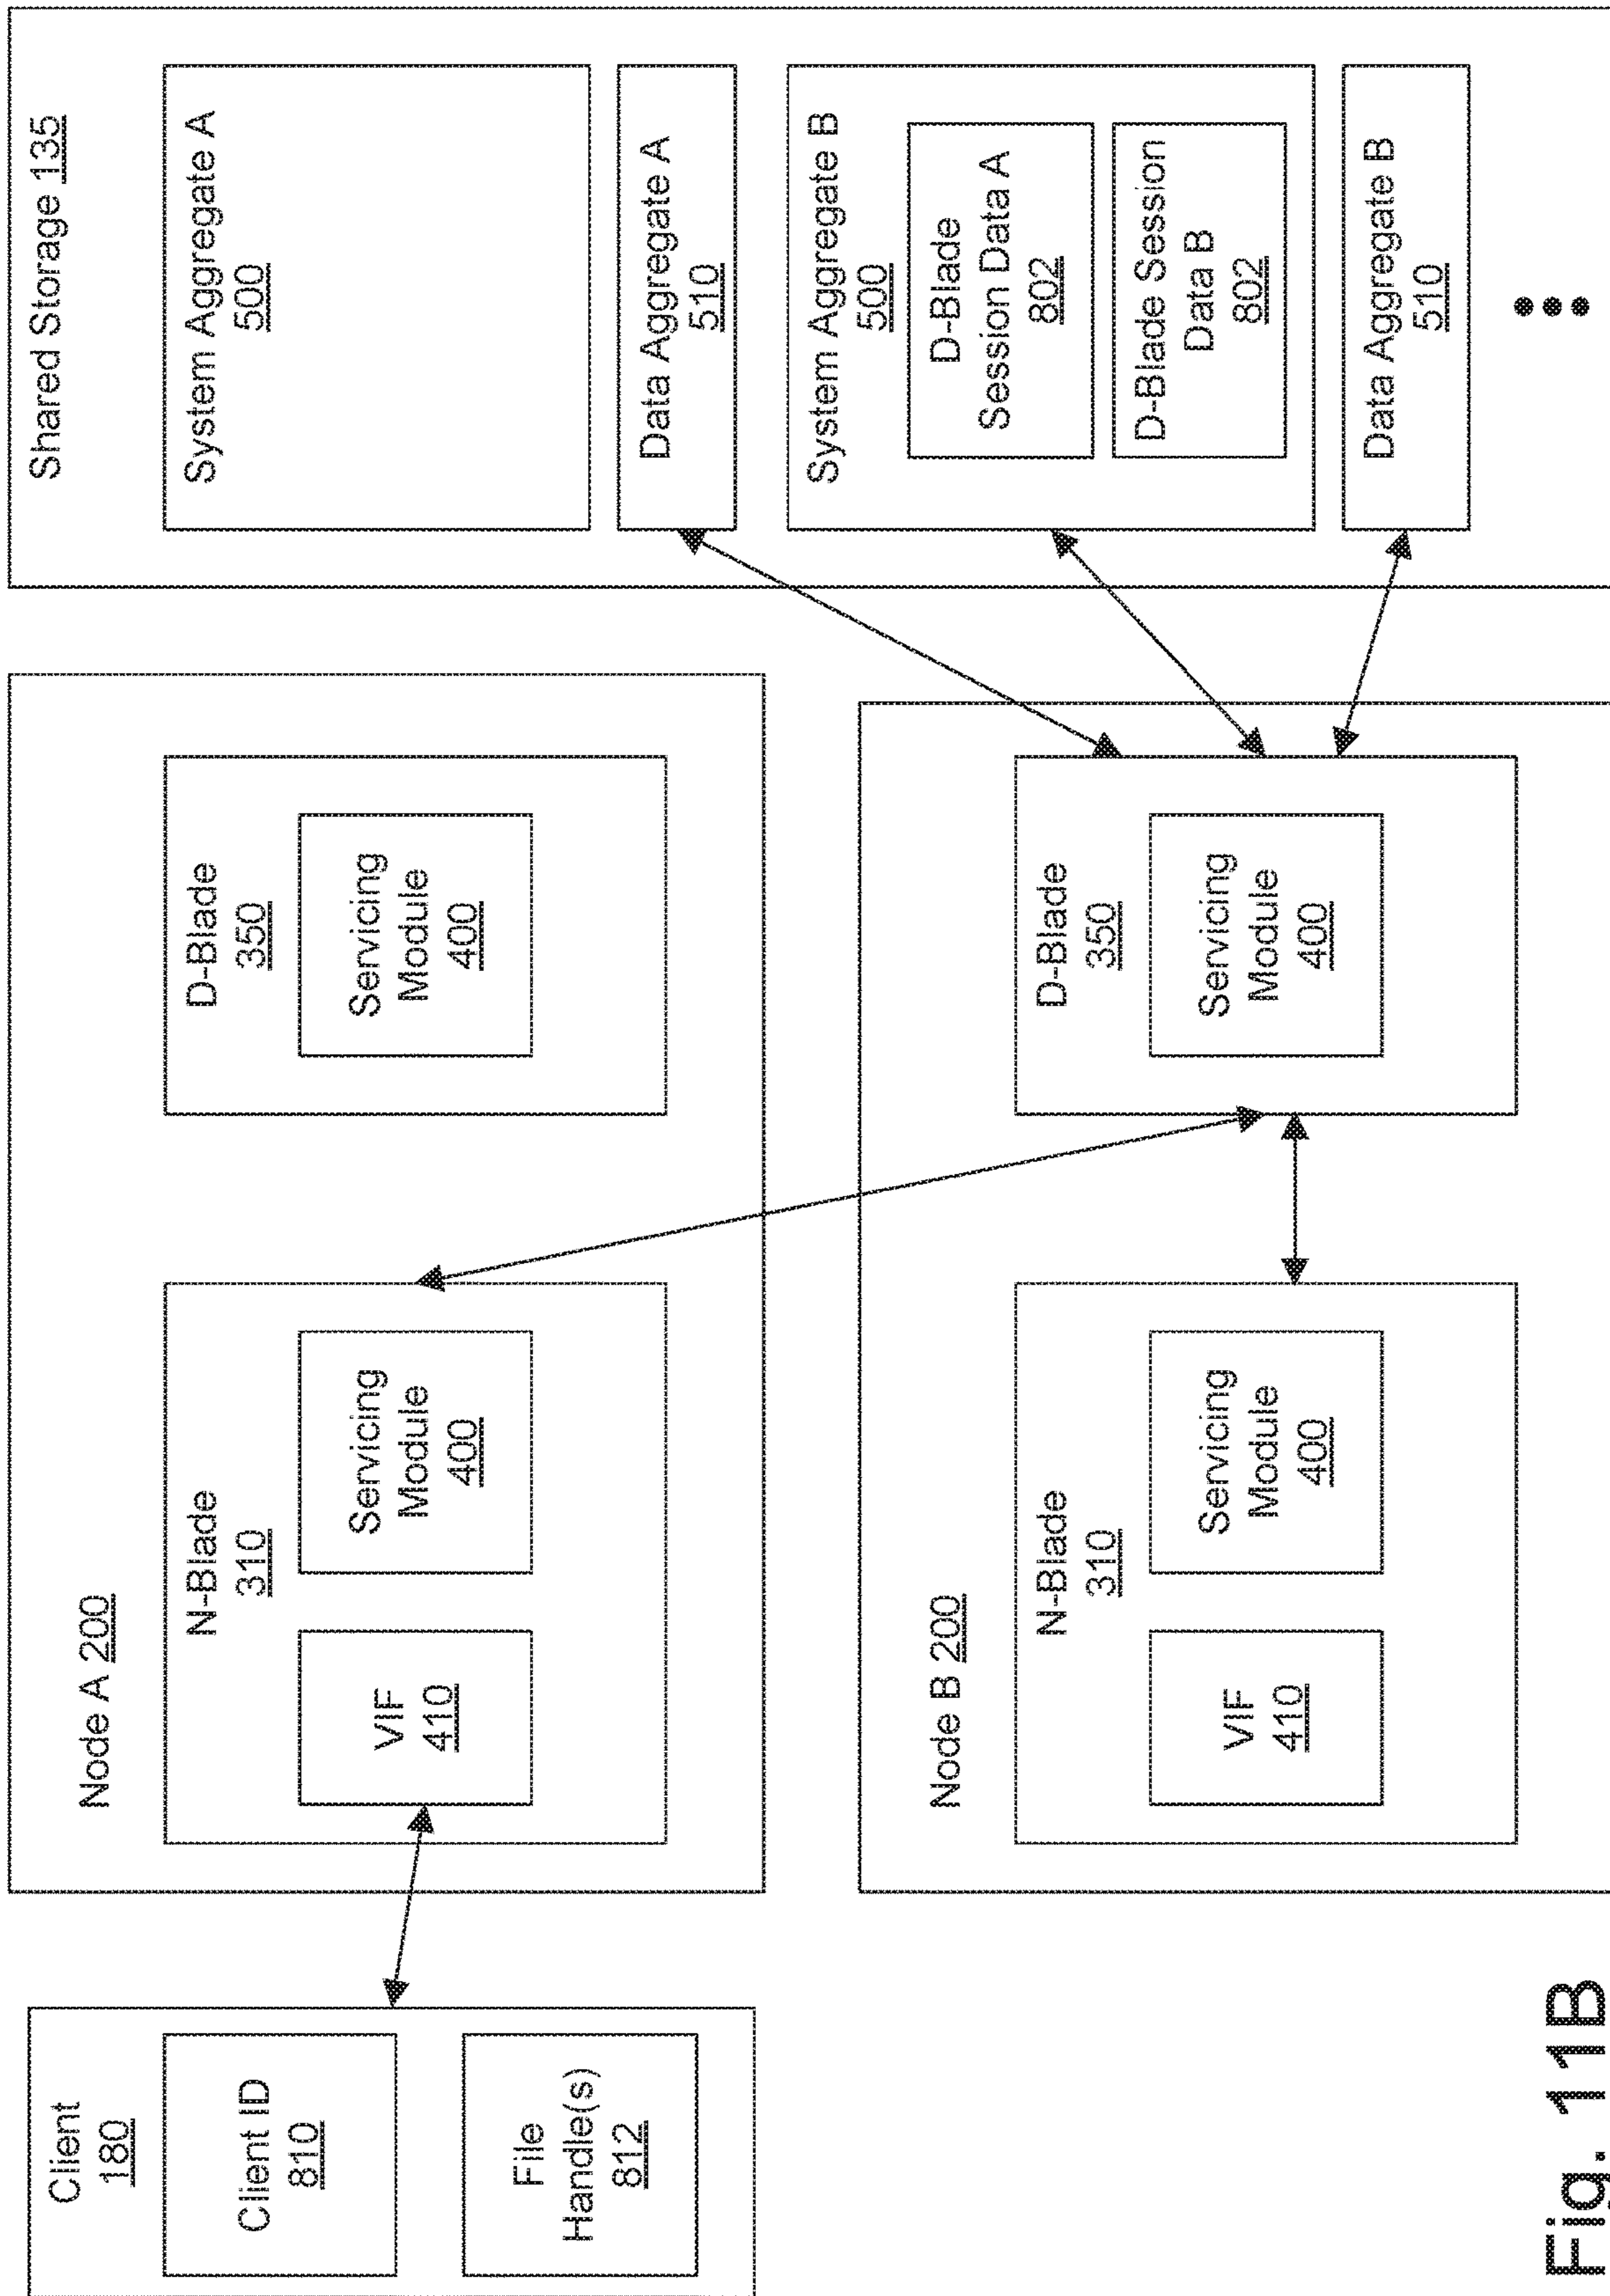 Client
180
Client ID
810
File
Handle(s)
812
Node A 200
N-Blade
310
VIF
410
Servicing
Module
400
D-Blade
350
Servicing
Module
400
Node B 200
N-Blade
310
VIF
410
Servicing
Module
400
D-Blade
350
Servicing
Module
400
Shared Storage 135
System Aggregate A
500
Data Aggregate A
510
System Aggregate B
500
D-Blade
Session Data A
802
D-Blade Session
Data B
802
Data Aggregate B
510
Fig. 11B